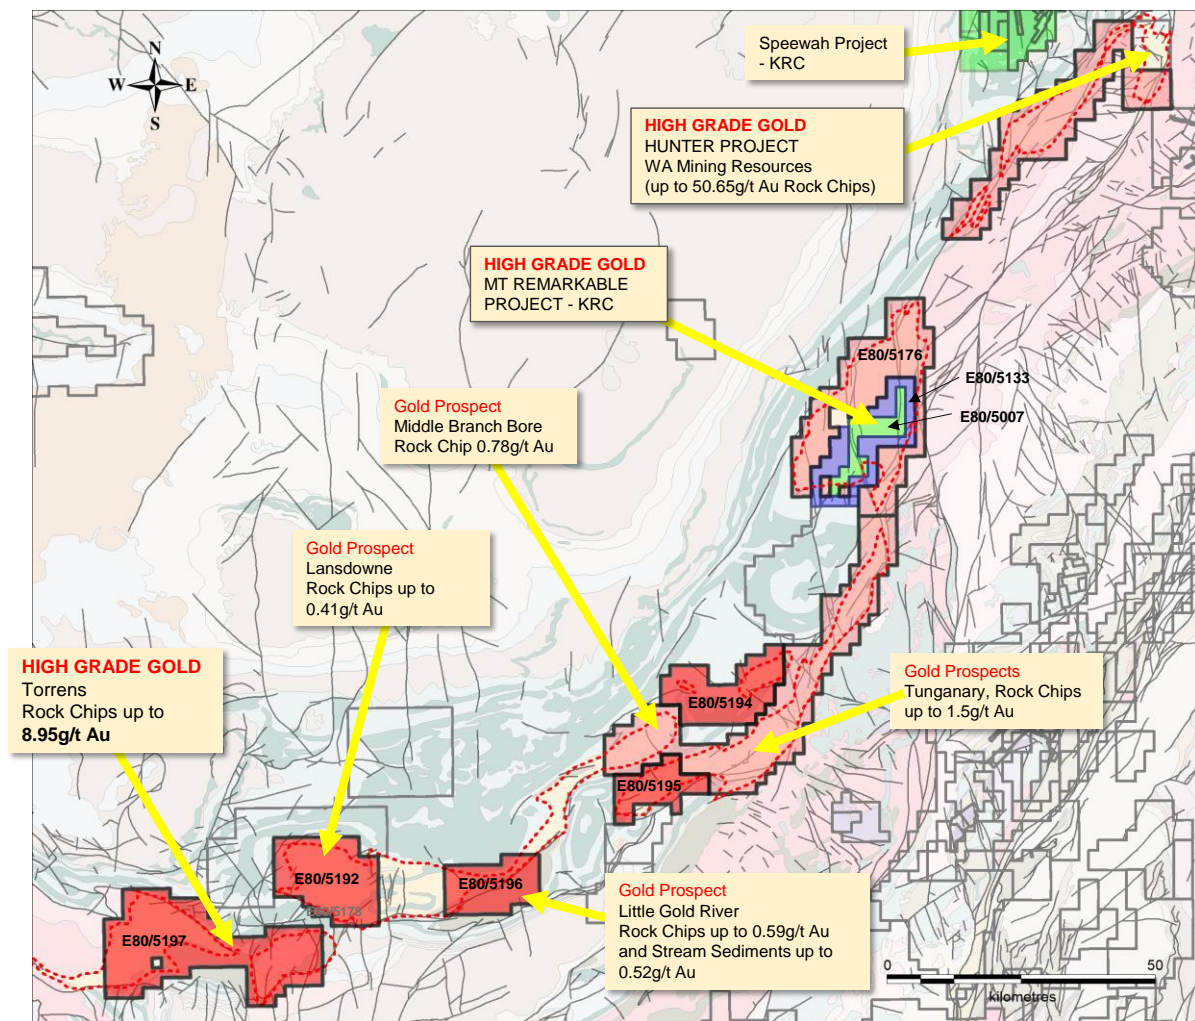 N
W E
S
Speewah Project
- KRC
HIGH GRADE GOLD
HUNTER PROJECT
WA Mining Resources
(up to 50.65g/t Au Rock Chips)
HIGH GRADE GOLD
MT REMARKABLE
PROJECT - KRC
E80/5176
E80/5133
E80/5007
Gold Prospect
Middle Branch Bore
Rock Chip 0.78g/t Au
Gold Prospect
Lansdowne
Rock Chips up to
0.41g/t Au
HIGH GRADE GOLD
Torrens
Rock Chips up to
8.95g/t Au
Gold Prospects
Tunganary, Rock Chips
up to 1.5g/t Au
E80/5194
E80/5195
E80/5192
E80/5196
E80/5178
E80/5197
Gold Prospect
Little Gold River
Rock Chips up to 0.59g/t Au
and Stream Sediments up to
0.52g/t Au
0 50
kilometres